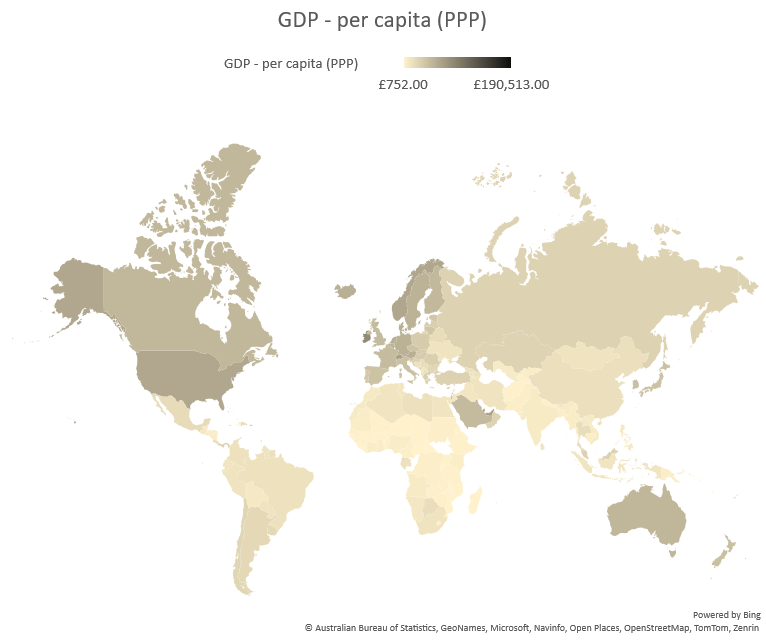 GDP - per capita (PPP)
GDP - per capita (PPP)
£752.00 £190,513.00
Powered by Bing
© Australian Bureau of Statistics, GeoNames, Microsoft, Navinfo, Open Places, OpenStreetMap, TomTom, Zenrin